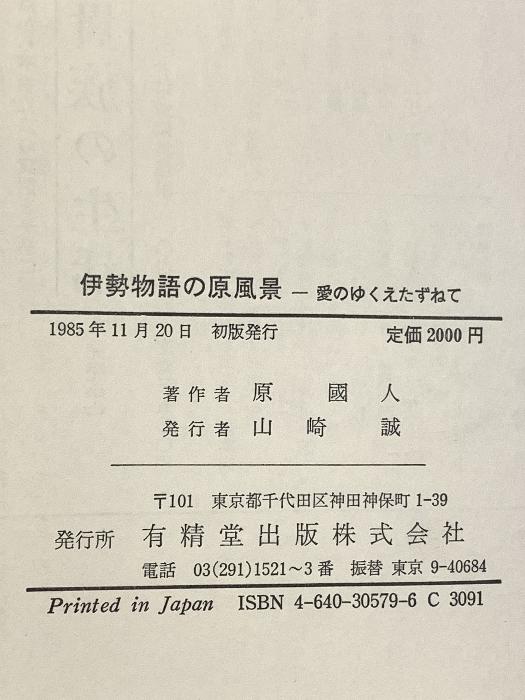 伊勢物語の原風景 — 愛のゆくえたずねて
1985年11月20日 初版発行 定価2000円
著作者 原 國人
発行者 山崎 誠
〒101 東京都千代田区神田神保町1-39
発行所 有精堂出版株式会社
電話 03(291)1521〜3番 振替 東京9-40684
Printed in Japan ISBN 4-640-30579-6 C 3091